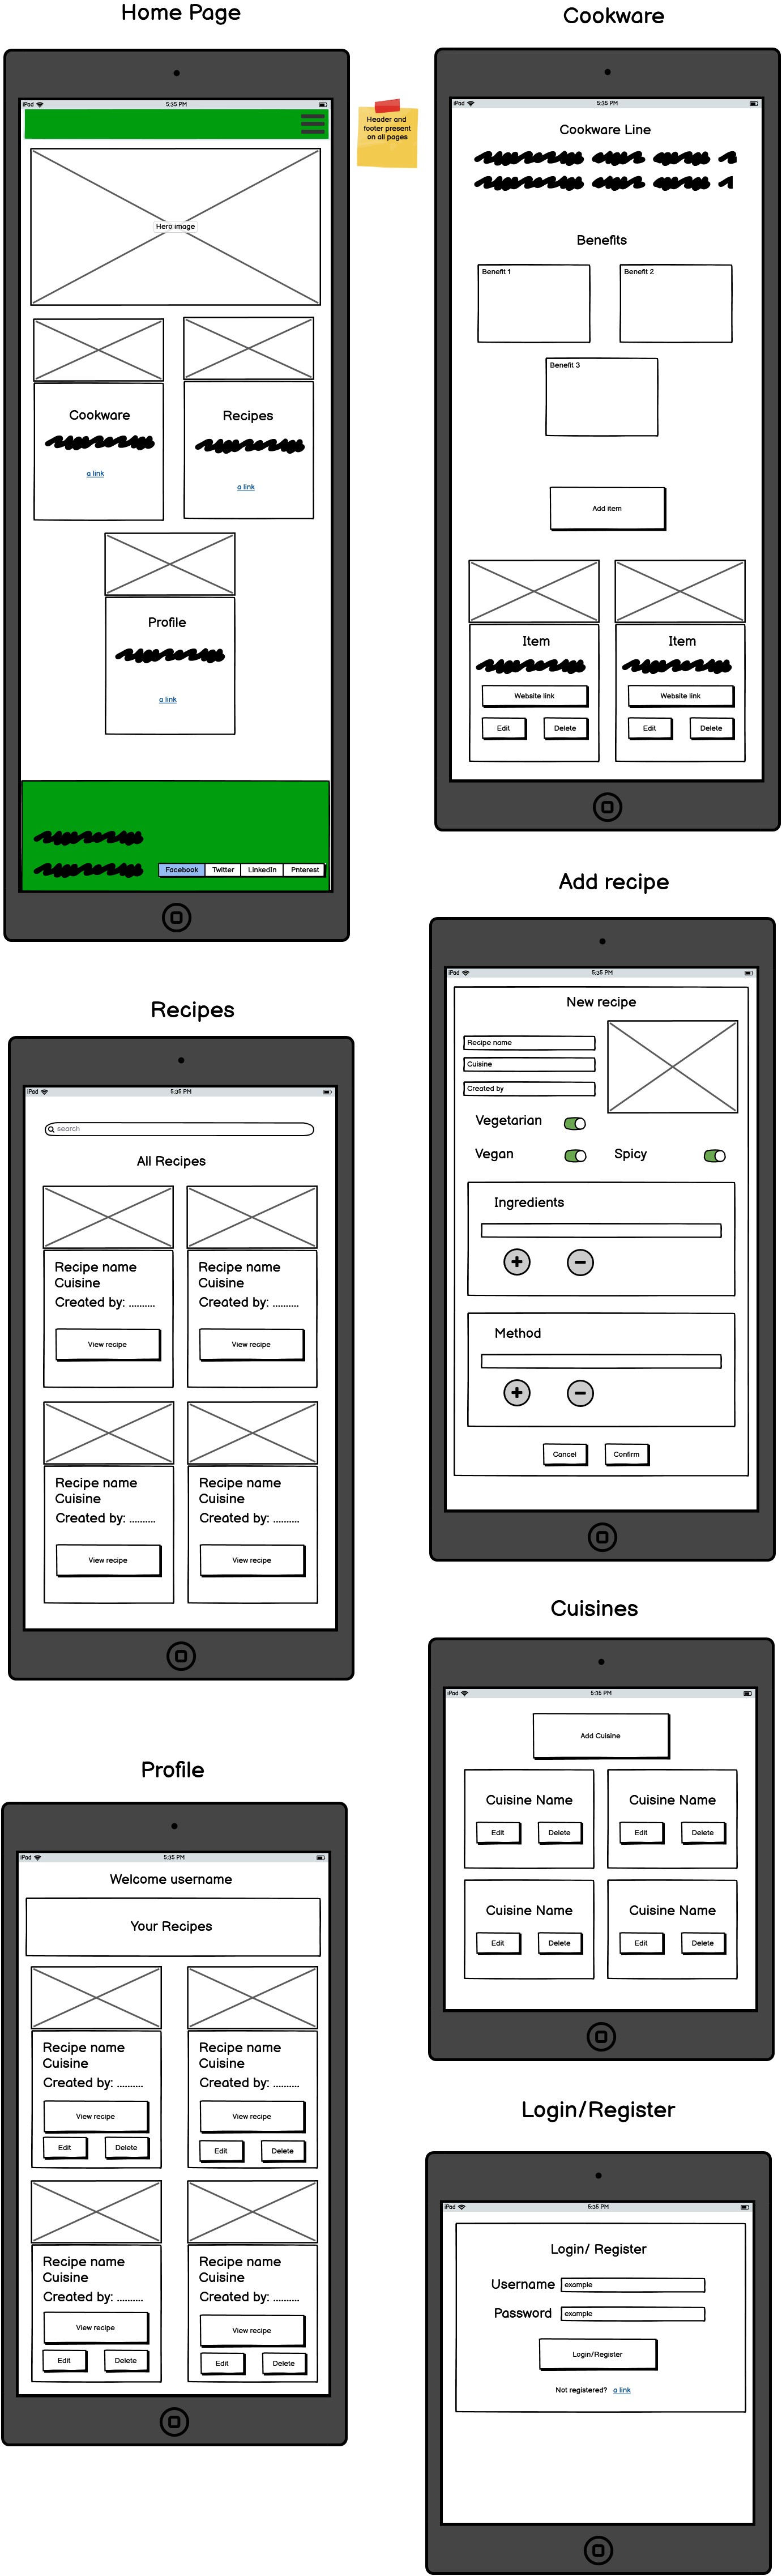 Home Page
iPad
5:35 PM
Hero image
Cookware
a link
Recipes
a link
Profile
a link
Facebook
Twitter
LinkedIn
Pnterest
Header and
footer present
on all pages
Cookware
iPad
5:35 PM
Cookware Line
Benefits
Benefit 1
Benefit 2
Benefit 3
Add item
Item
Website link
Edit
Delete
Item
Website link
Edit
Delete
Add recipe
iPad
5:35 PM
New recipe
Recipe name
Cuisine
Created by
Vegetarian
Vegan
Spicy
Ingredients
Method
Cancel
Confirm
Recipes
iPad
5:35 PM
search
All Recipes
Recipe name
Cuisine
Created by: ..........
View recipe
Recipe name
Cuisine
Created by: ..........
View recipe
Recipe name
Cuisine
Created by: ..........
View recipe
Recipe name
Cuisine
Created by: ..........
View recipe
Cuisines
iPad
5:35 PM
Add Cuisine
Cuisine Name
Edit
Delete
Cuisine Name
Edit
Delete
Cuisine Name
Edit
Delete
Cuisine Name
Edit
Delete
Profile
iPad
5:35 PM
Welcome username
Your Recipes
Recipe name
Cuisine
Created by: ..........
View recipe
Edit
Delete
Recipe name
Cuisine
Created by: ..........
View recipe
Edit
Delete
Recipe name
Cuisine
Created by: ..........
View recipe
Edit
Delete
Recipe name
Cuisine
Created by: ..........
View recipe
Edit
Delete
Login/Register
iPad
5:35 PM
Login/ Register
Username
example
Password
example
Login/Register
Not registered? a link